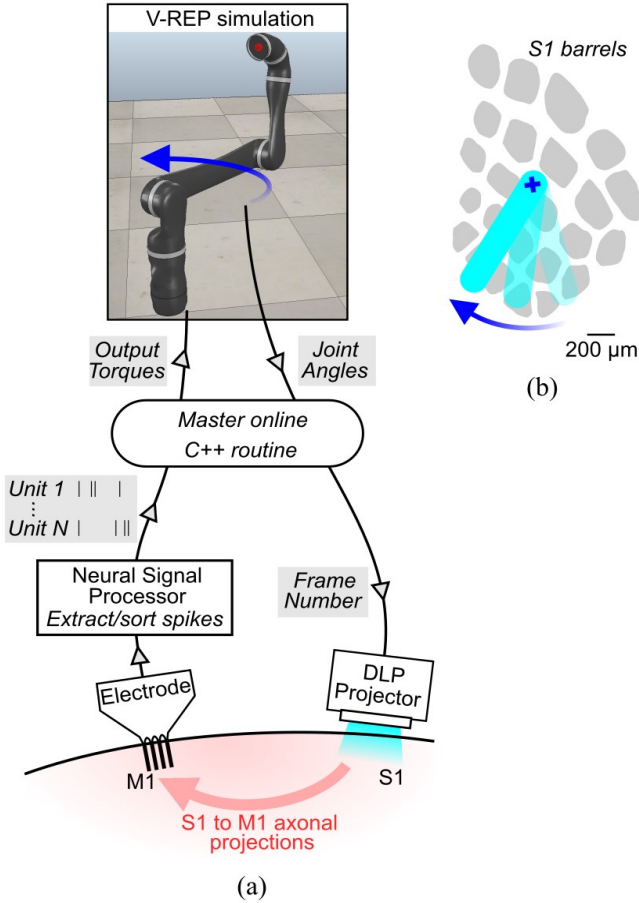 V-REP simulation
S1 barrels
200 µm
(b)
Output
Torques
Joint
Angles
Master online
C++ routine
Unit 1
Unit N
Neural Signal
Processor
Extract/sort spikes
Frame
Number
DLP
Projector
Electrode
M1
S1
S1 to M1 axonal
projections
(a)